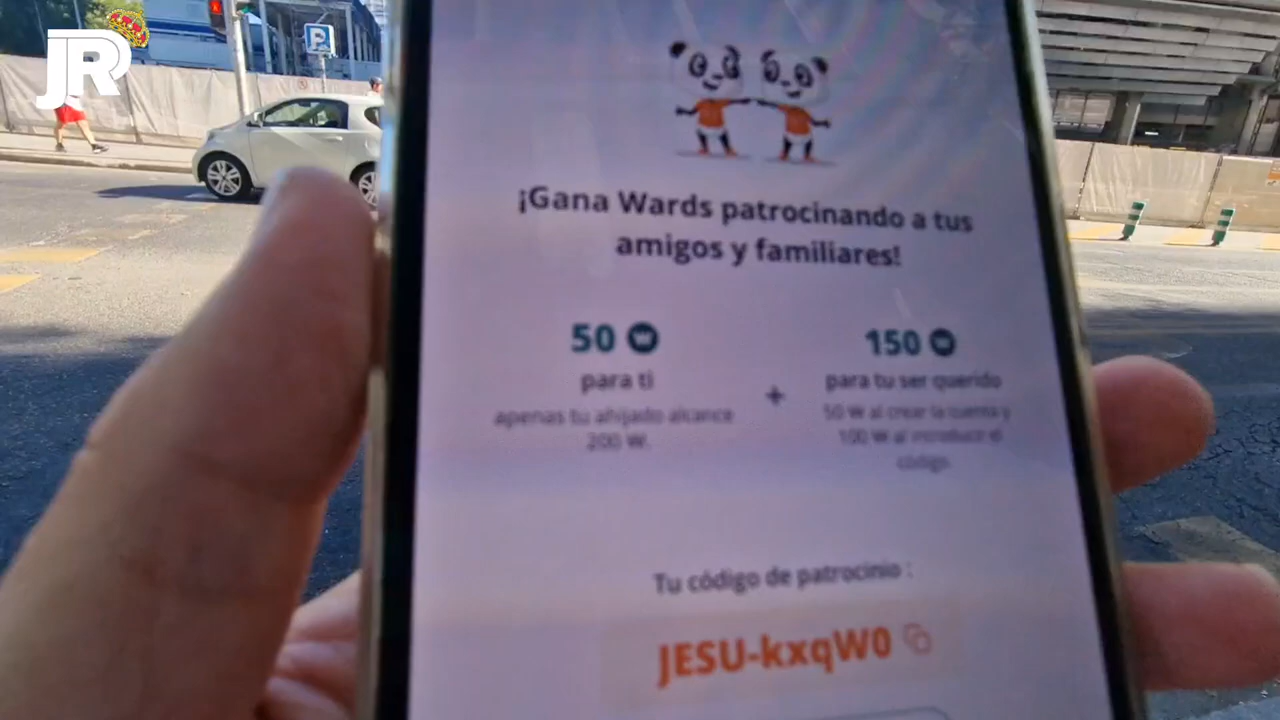 JR
P
¡Gana Wards patrocinando a tus
amigos y familiares!
50 W
para ti
apenas tu ahijado alcance
200 W.
+
150 W
para tu ser querido
50 W al crear la cuenta y
100 W al introducir el
código.
Tu código de patrocinio :
JESU-kxqW0